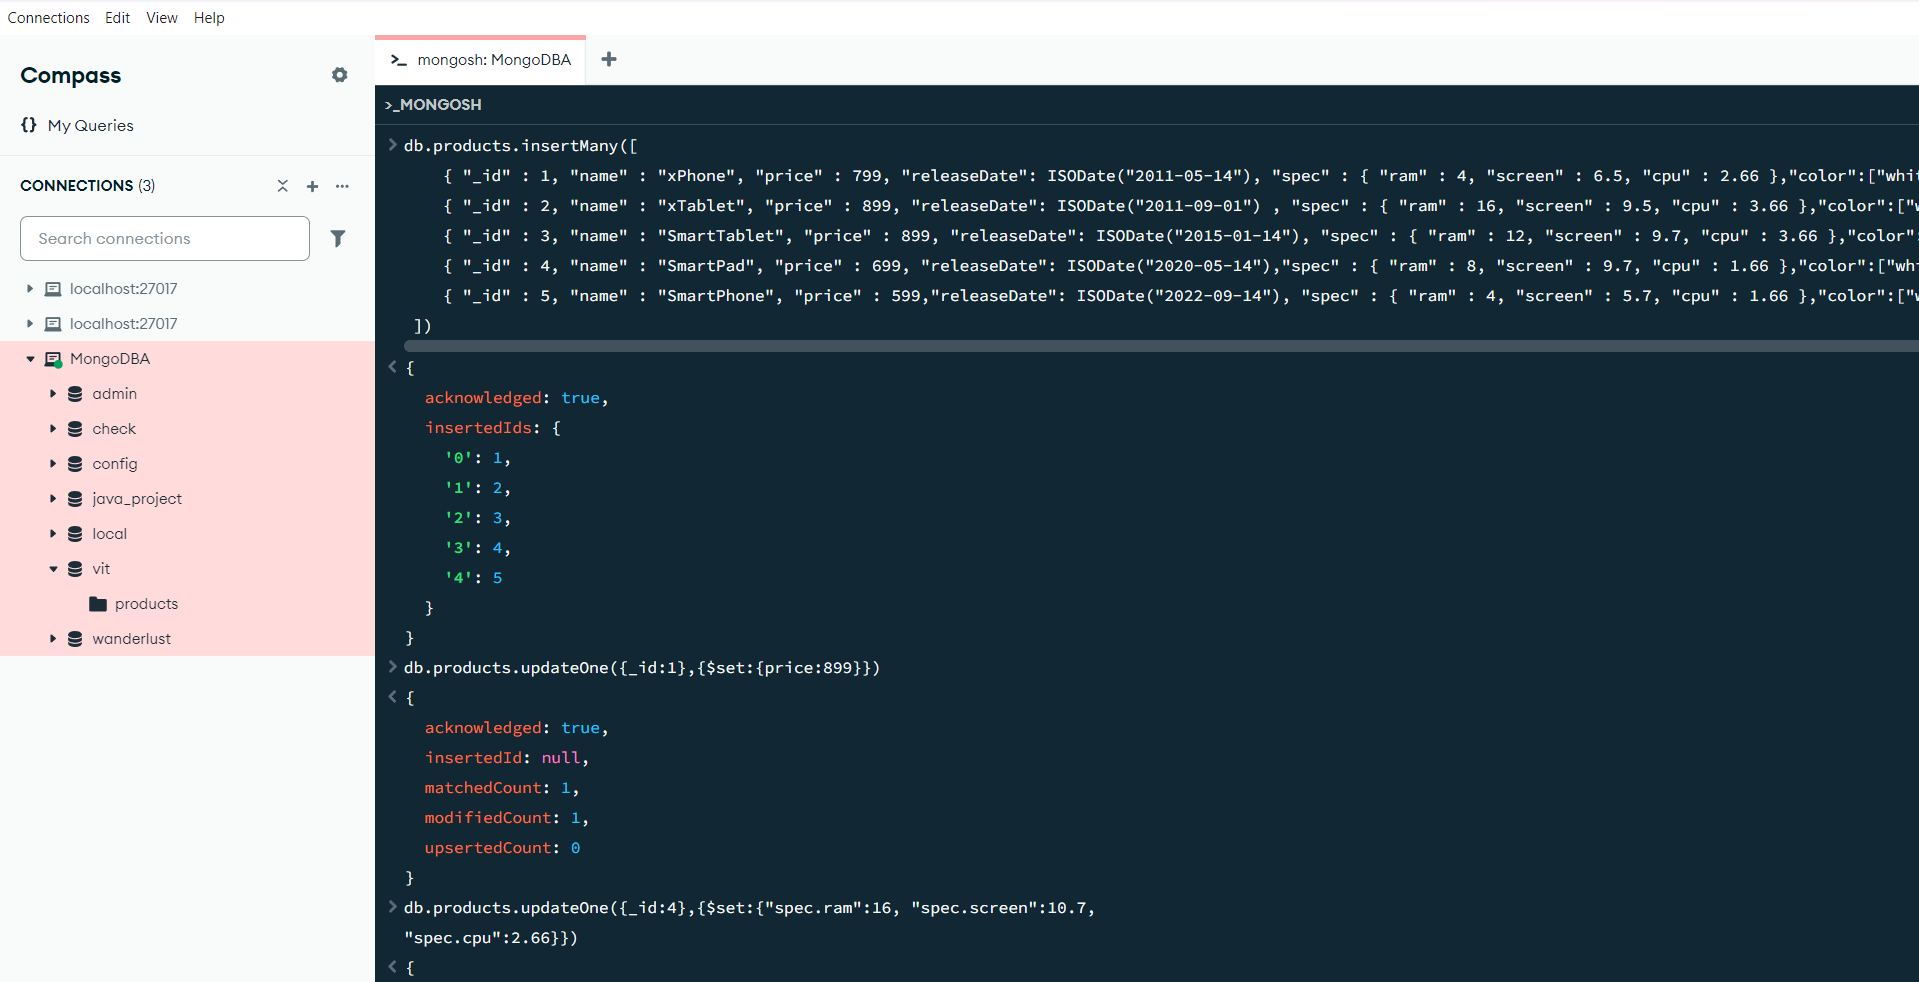 Connections Edit View Help
Compass
My Queries
CONNECTIONS (3)
Search connections
localhost:27017
localhost:27017
MongoDBA
admin
check
config
java_project
local
vit
products
wanderlust
mongosh: MongoDBA
>_MONGOSH
> db.products.insertMany([
{ "_id" : 1, "name" : "xPhone", "price" : 799, "releaseDate": ISODate("2011-05-14"), "spec" : { "ram" : 4, "screen" : 6.5, "cpu" : 2.66 },"color":["whit
{ "_id" : 2, "name" : "xTablet", "price" : 899, "releaseDate": ISODate("2011-09-01") , "spec" : { "ram" : 16, "screen" : 9.5, "cpu" : 3.66 },"color":["w
{ "_id" : 3, "name" : "SmartTablet", "price" : 899, "releaseDate": ISODate("2015-01-14"), "spec" : { "ram" : 12, "screen" : 9.7, "cpu" : 3.66 },"color":
{ "_id" : 4, "name" : "SmartPad", "price" : 699, "releaseDate": ISODate("2020-05-14"),"spec" : { "ram" : 8, "screen" : 9.7, "cpu" : 1.66 },"color":["whi
{ "_id" : 5, "name" : "SmartPhone", "price" : 599,"releaseDate": ISODate("2022-09-14"), "spec" : { "ram" : 4, "screen" : 5.7, "cpu" : 1.66 },"color":["w
])
< {
acknowledged: true,
insertedIds: {
'0': 1,
'1': 2,
'2': 3,
'3': 4,
'4': 5
}
}
> db.products.updateOne({_id:1},{$set:{price:899}})
< {
acknowledged: true,
insertedId: null,
matchedCount: 1,
modifiedCount: 1,
upsertedCount: 0
}
> db.products.updateOne({_id:4},{$set:{"spec.ram":16, "spec.screen":10.7,
"spec.cpu":2.66}})
< {